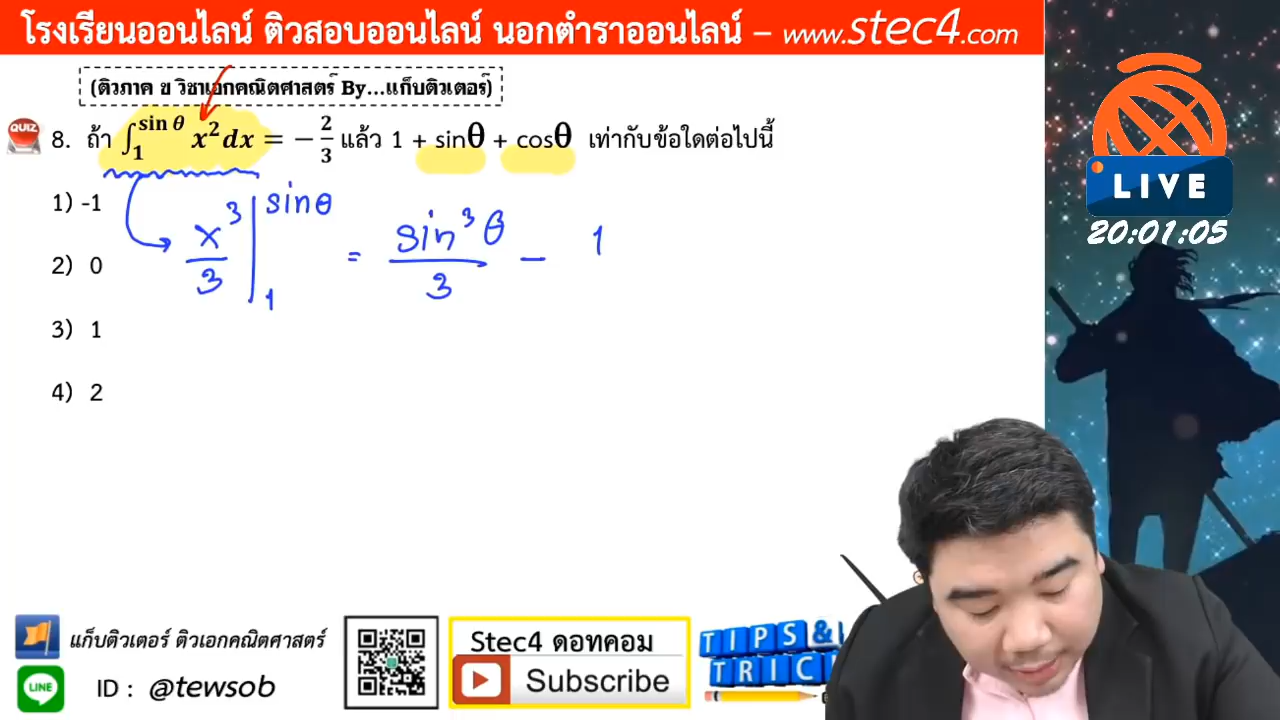 โรงเรียนออนไลน์ ติวสอบออนไลน์ นอกตำราออนไลน์ – www.stec4.com
(ติวภาค ข วิชาเอกคณิตศาสตร์ By...แก็บติวเตอร์)
QUIZ
8. ถ้า ∫₁^{sin θ} x² dx = − 2/3 แล้ว 1 + sinθ + cosθ เท่ากับข้อใดต่อไปนี้
1) -1
x³/3 |₁^{sinθ} = sin³θ/3 − 1
2) 0
3) 1
4) 2
LIVE
20:01:05
แก็บติวเตอร์ ติวเอกคณิตศาสตร์
LINE
ID : @tewsob
Stec4 ดอทคอม
Subscribe
TIPS &
TRIC